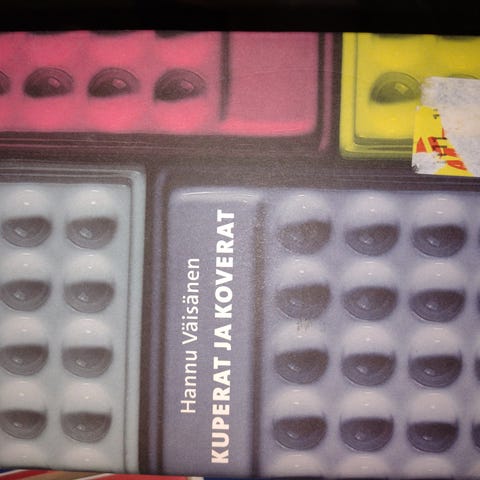 Hannu Väisänen
KUPERAT JA KOVERAT